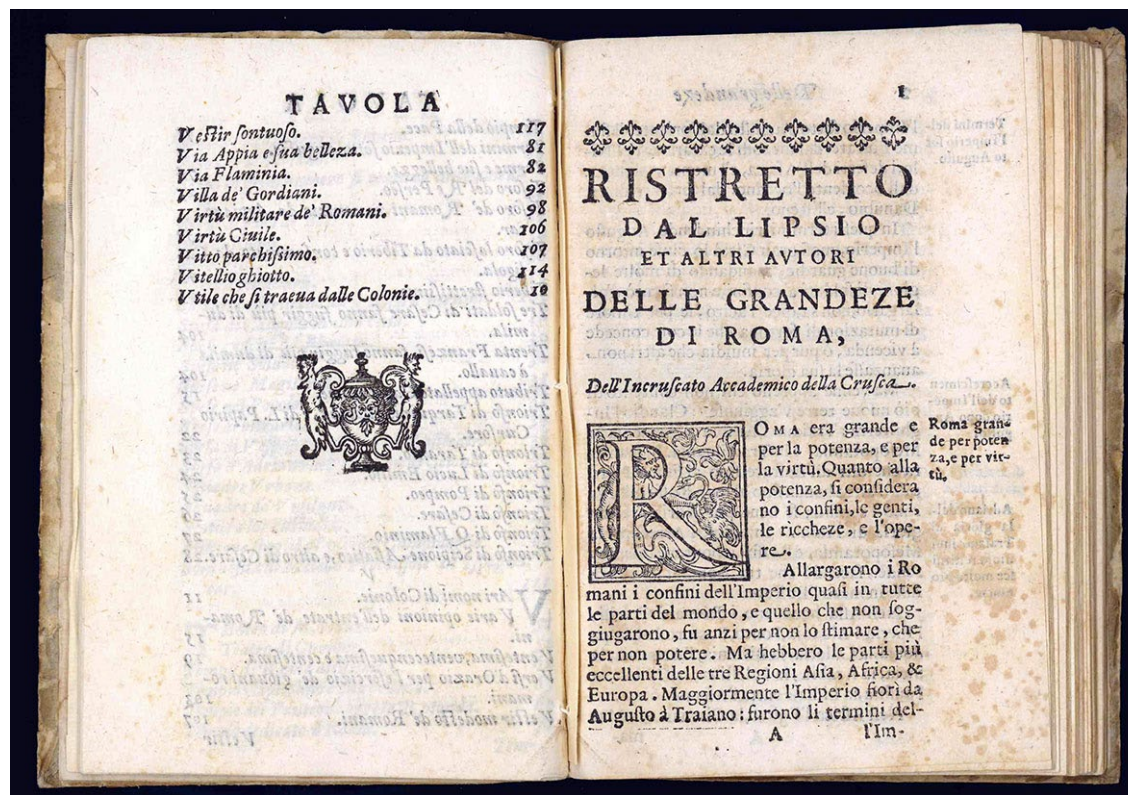 TAVOLA
Veſtir ſontuoſo. 117
Via Appia e ſua belleza. 81
Via Flaminia. 82
Villa de' Gordiani. 92
Virtù militare de' Romani. 98
Virtù Ciuile. 106
Vitto parchiſsimo. 107
Vitellio ghiotto. 114
Vtile che ſi traeua dalle Colonie. 10
1
RISTRETTO
DAL LIPSIO
ET ALTRI AVTORI
DELLE GRANDEZE
DI ROMA,
Dell'Incruſcato Accademico della Cruſca.
ROMA era grande e
per la potenza, e per
la virtù. Quanto alla
potenza, ſi conſidera
no i confini, le genti,
le riccheze, e l'ope-
re.
Roma gran-
de per poten
za, e per vir-
tù.
Allargarono i Ro
mani i confini dell'Imperio quaſi in tutte
le parti del mondo, e quello che non ſog-
giugarono, fu anzi per non lo ſtimare, che
per non potere. Ma hebbero le parti più
eccellenti delle tre Regioni Aſia, Africa, &
Europa. Maggiormente l'Imperio fiorì da
Auguſto à Traiano: furono li termini del-
A l'Im-